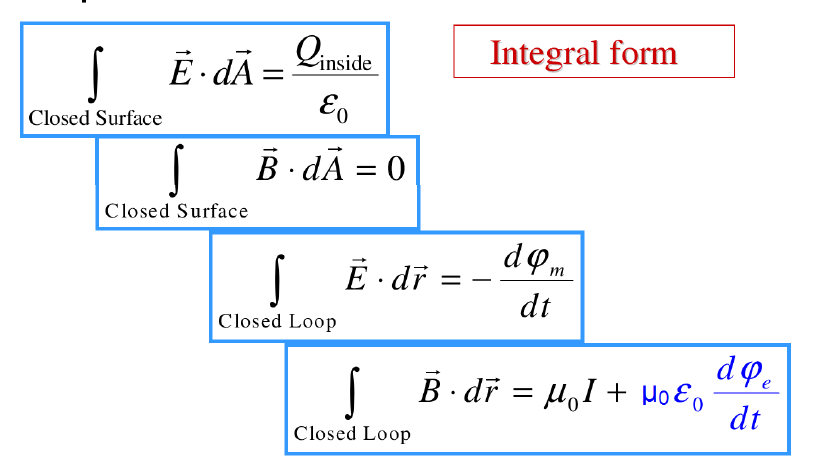 ∫ E⃗ · dA⃗ = Q_inside / ε₀
Closed Surface
Integral form
∫ B⃗ · dA⃗ = 0
Closed Surface
∫ E⃗ · dr⃗ = − dφ_m / dt
Closed Loop
∫ B⃗ · dr⃗ = μ₀I + μ₀ε₀ dφ_e / dt
Closed Loop